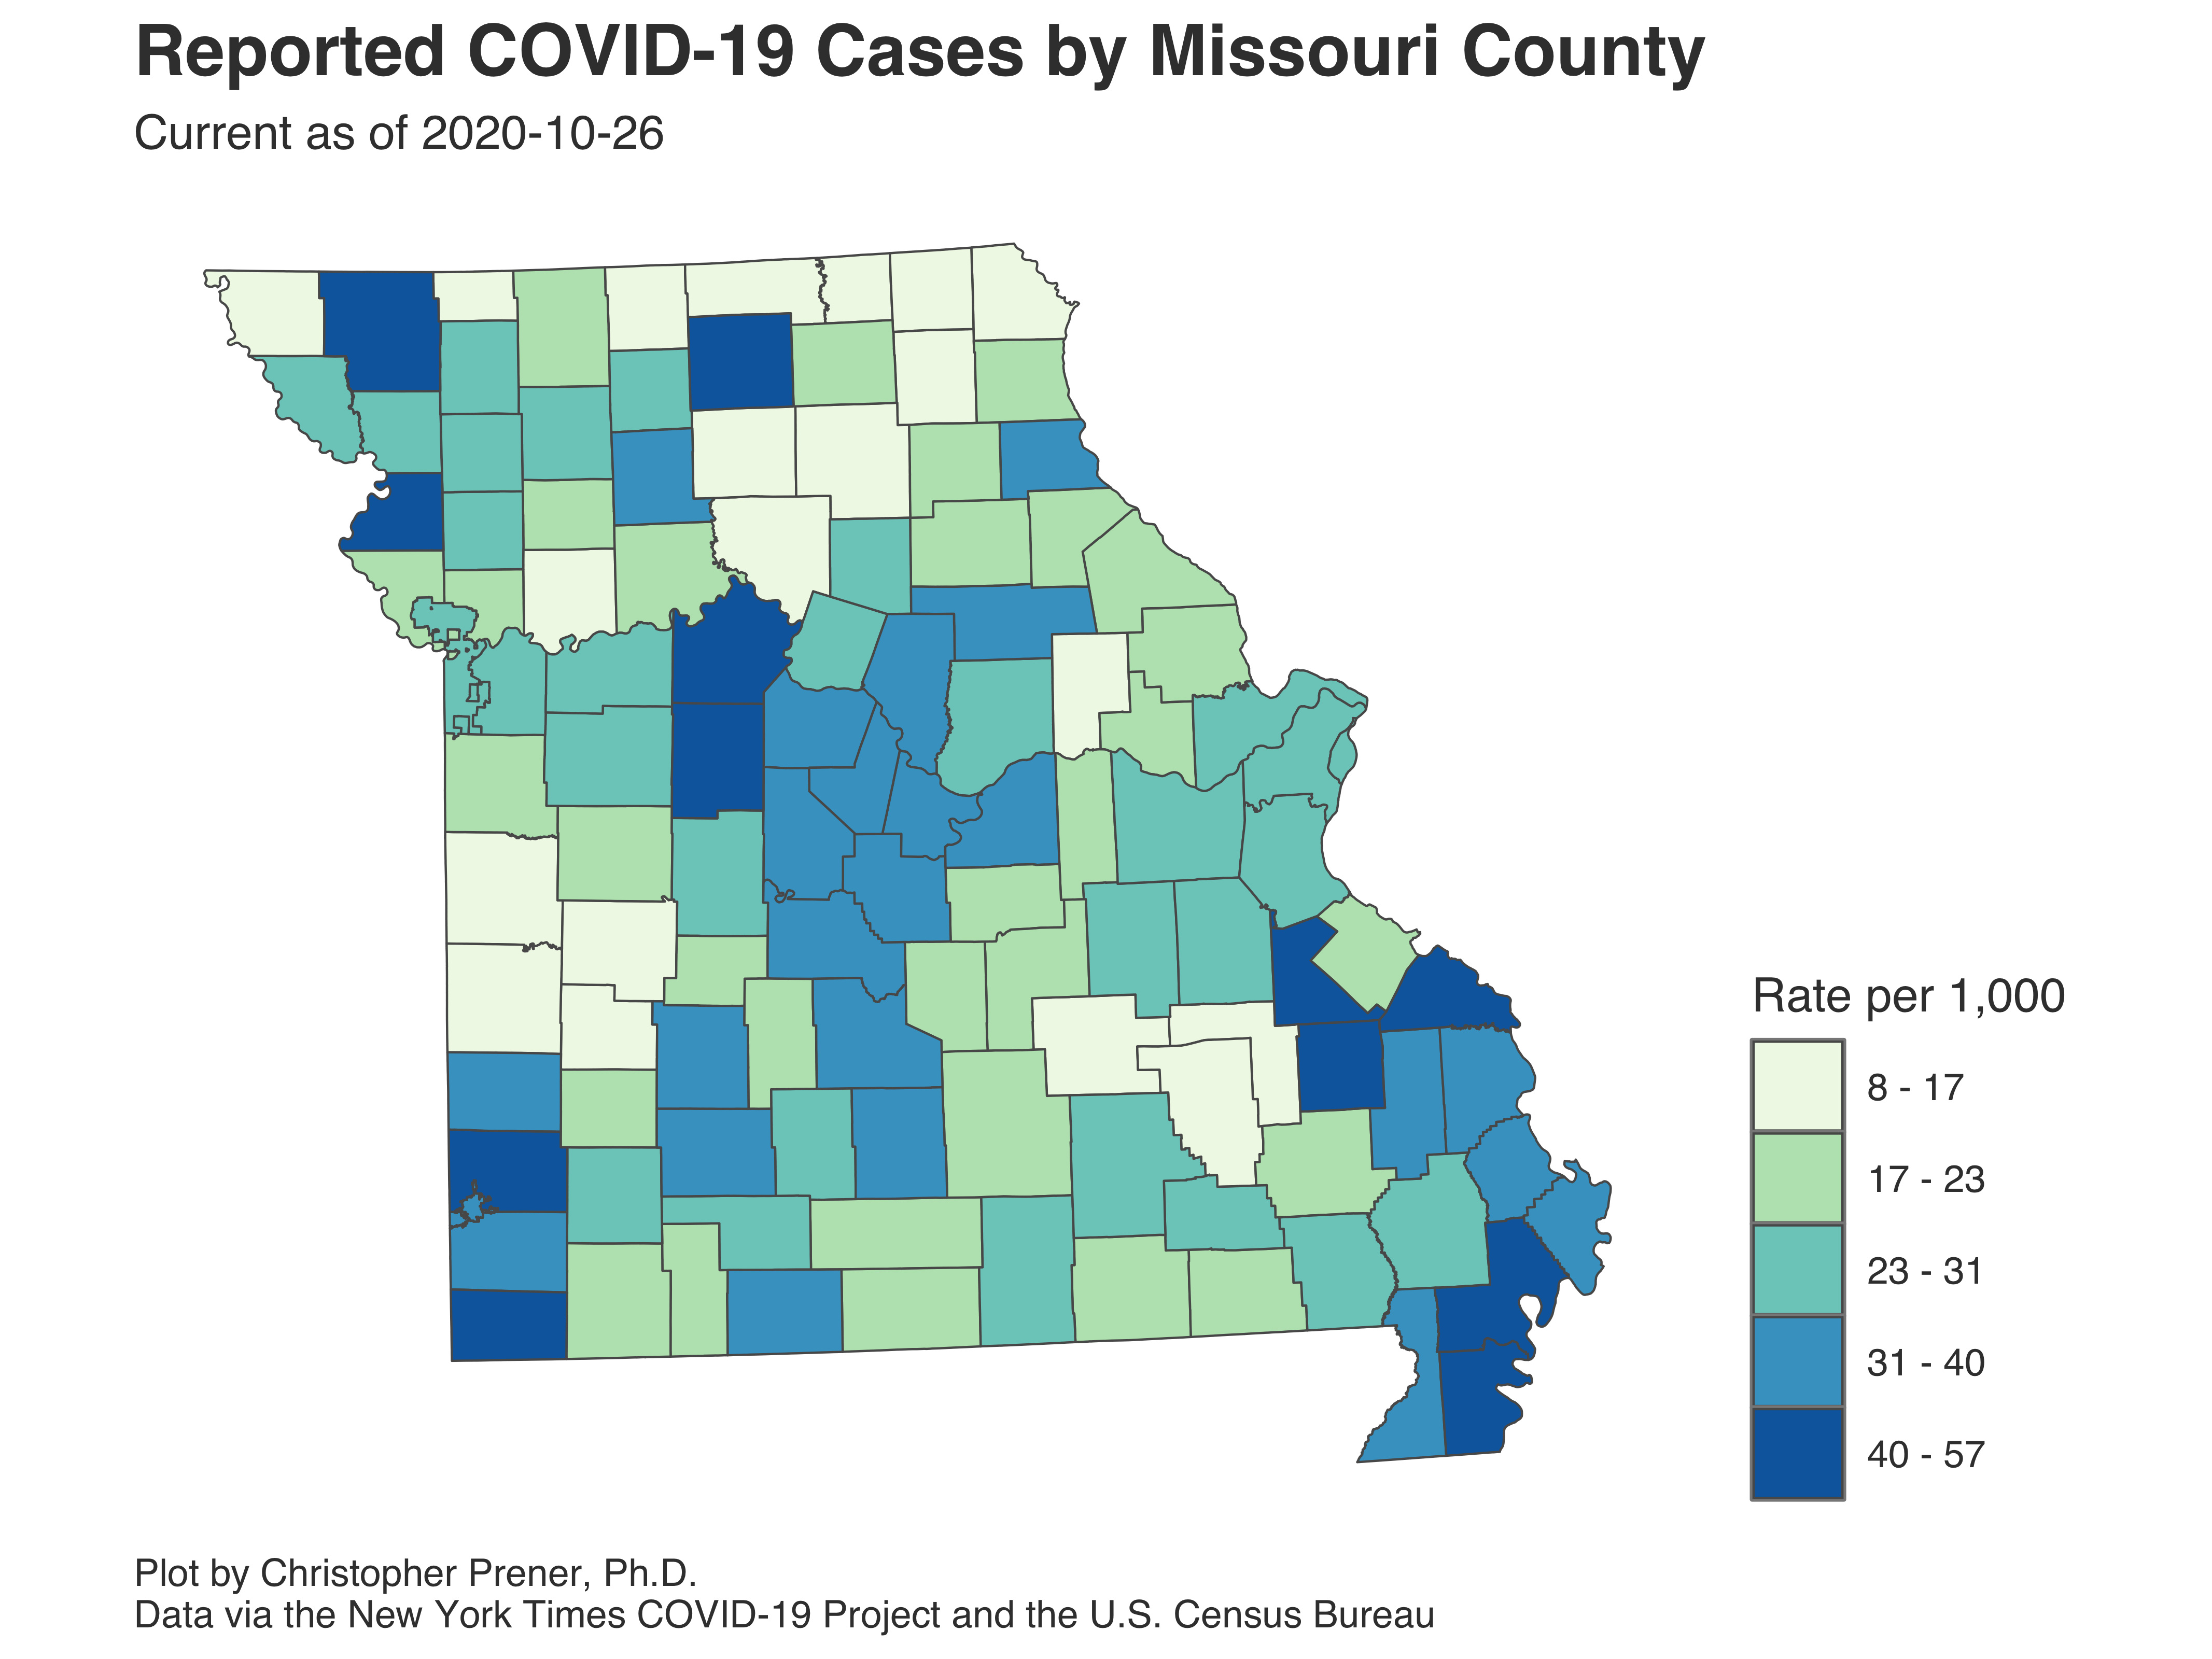 Reported COVID-19 Cases by Missouri County
Current as of 2020-10-26
Rate per 1,000
8 - 17
17 - 23
23 - 31
31 - 40
40 - 57
Plot by Christopher Prener, Ph.D.
Data via the New York Times COVID-19 Project and the U.S. Census Bureau